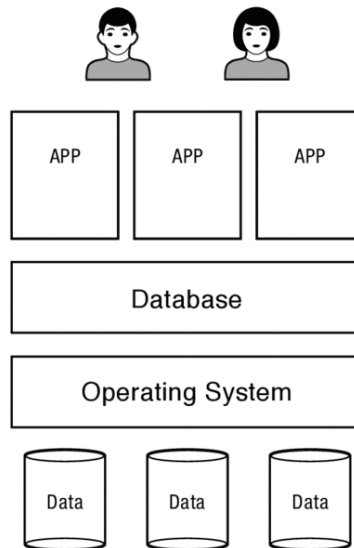 APP APP APP
Database
Operating System
Data Data Data